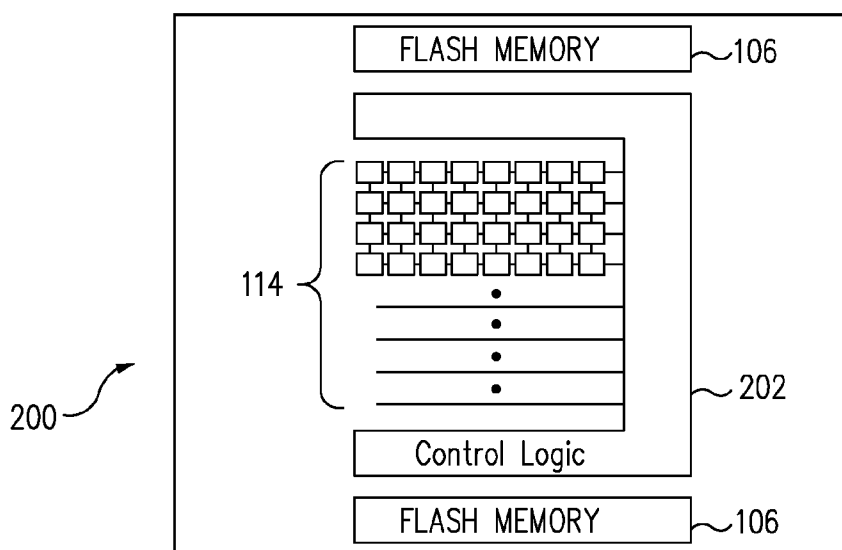 FLASH MEMORY 106
114
200
202
Control Logic
FLASH MEMORY 106